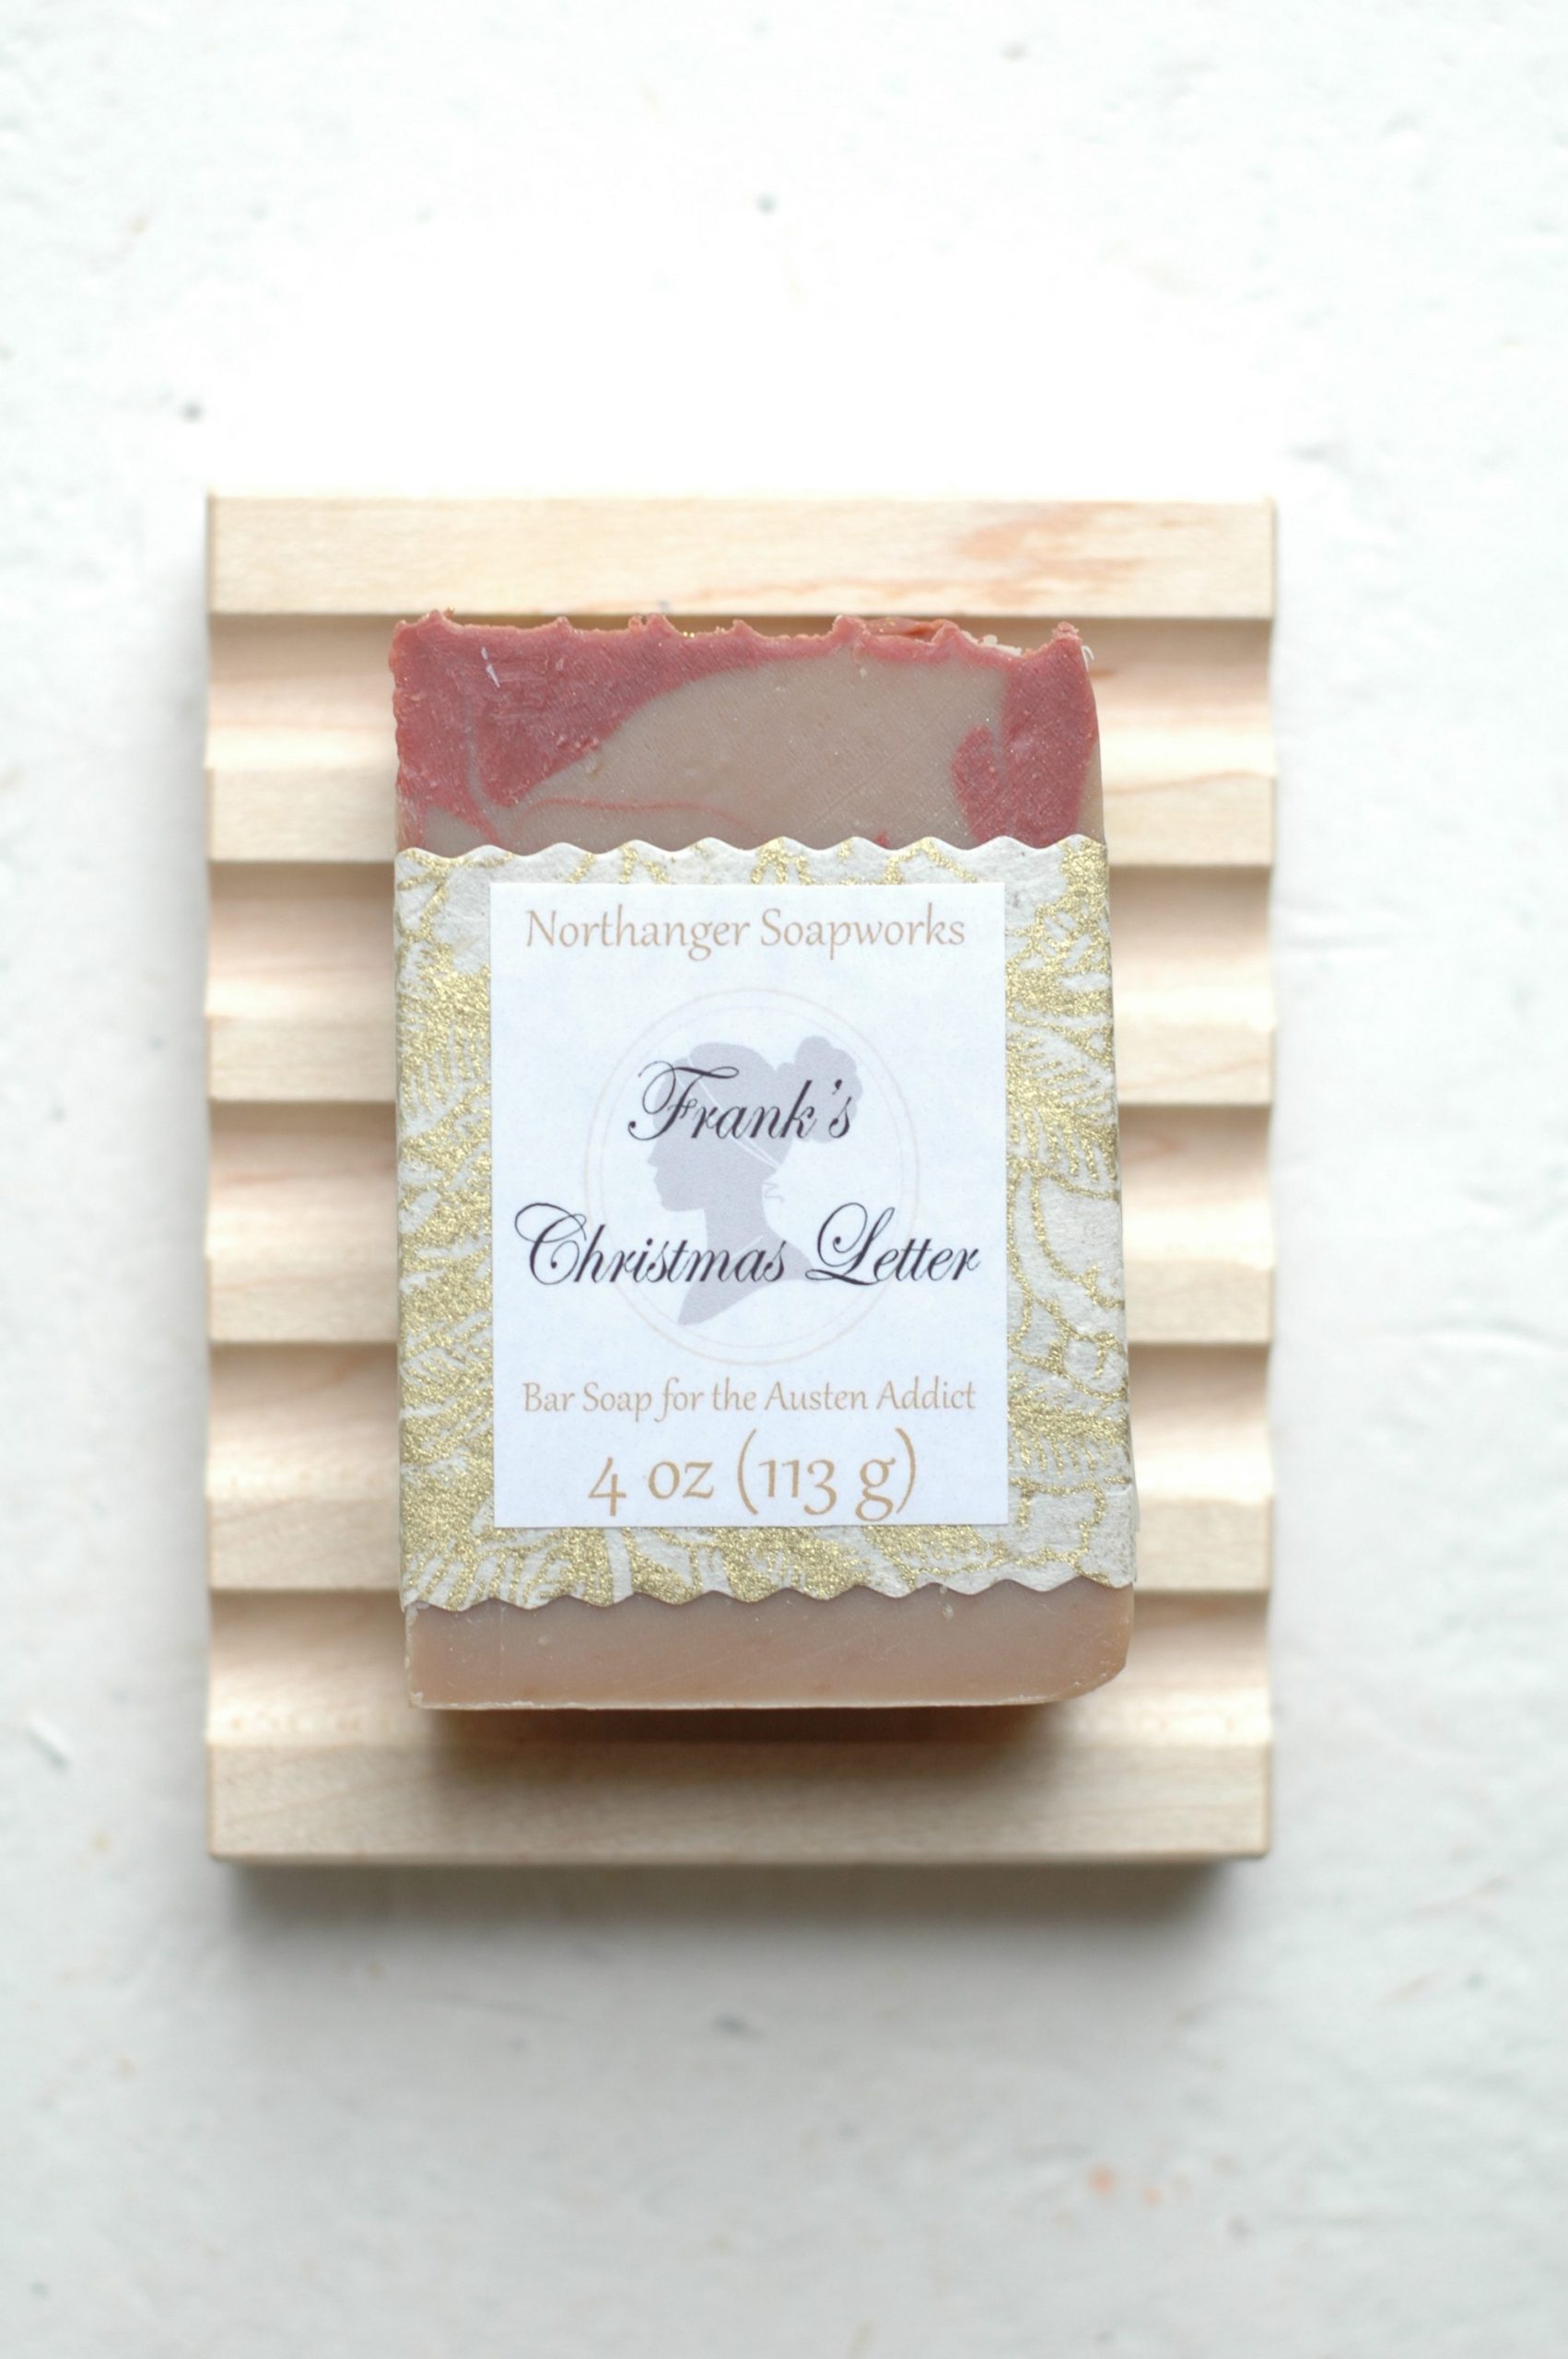 Northanger Soapworks
Frank's
Christmas Letter
Bar Soap for the Austen Addict
4 oz (113 g)